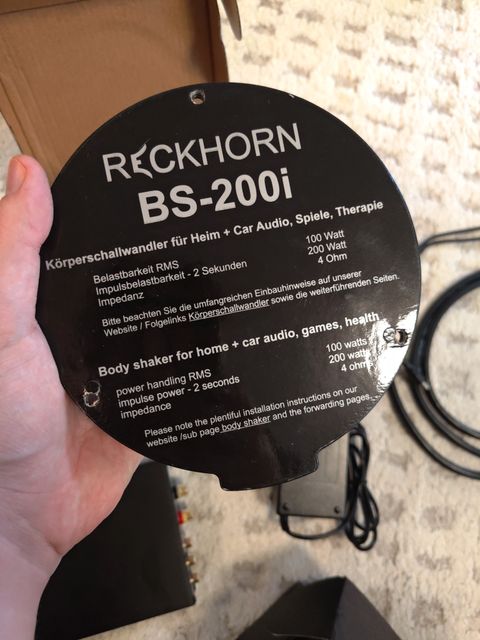 RECKHORN
BS-200i
Körperschallwandler für Heim + Car Audio, Spiele, Therapie
Belastbarkeit RMS 100 Watt
Impulsbelastbarkeit - 2 Sekunden 200 Watt
Impedanz 4 Ohm
Bitte beachten Sie die umfangreichen Einbauhinweise auf unserer
Website / Folgelinks Körperschallwandler sowie die weiterführenden Seiten.
Body shaker for home + car audio, games, health
power handling RMS 100 watts
impulse power - 2 seconds 200 watts
impedance 4 ohms
Please note the plentiful installation instructions on our
website /sub page body shaker and the forwarding pages